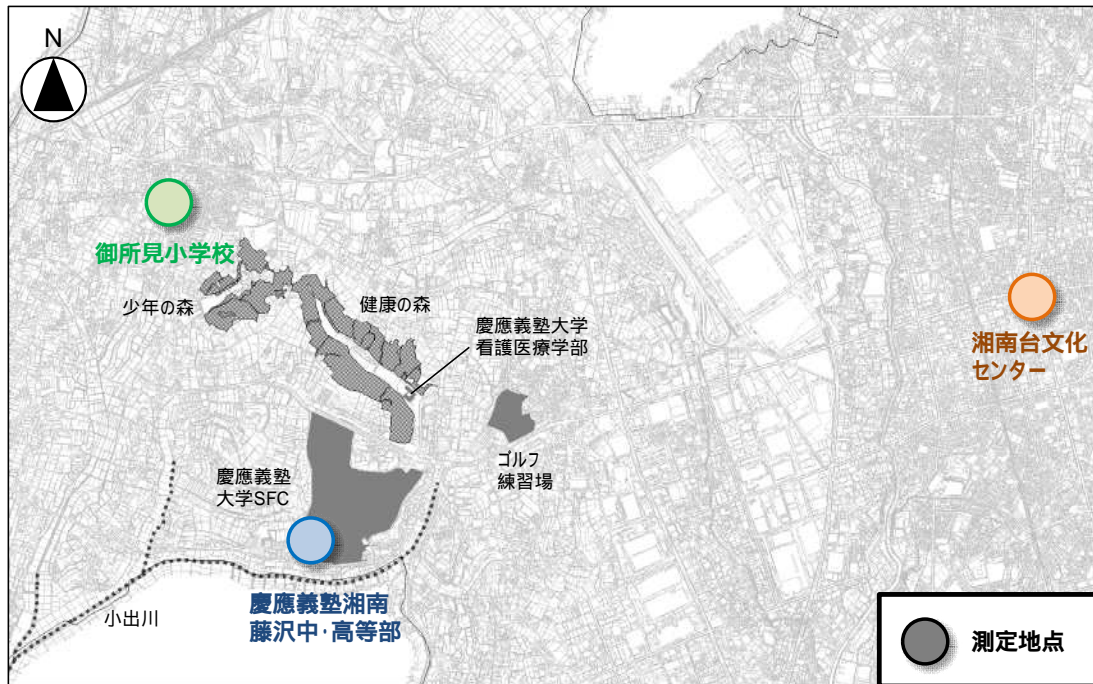 N
御所見小学校
少年の森
健康の森
慶應義塾大学
看護医療学部
湘南台文化
センター
ゴルフ
練習場
慶應義塾
大学SFC
慶應義塾湘南
藤沢中・高等部
小出川
測定地点